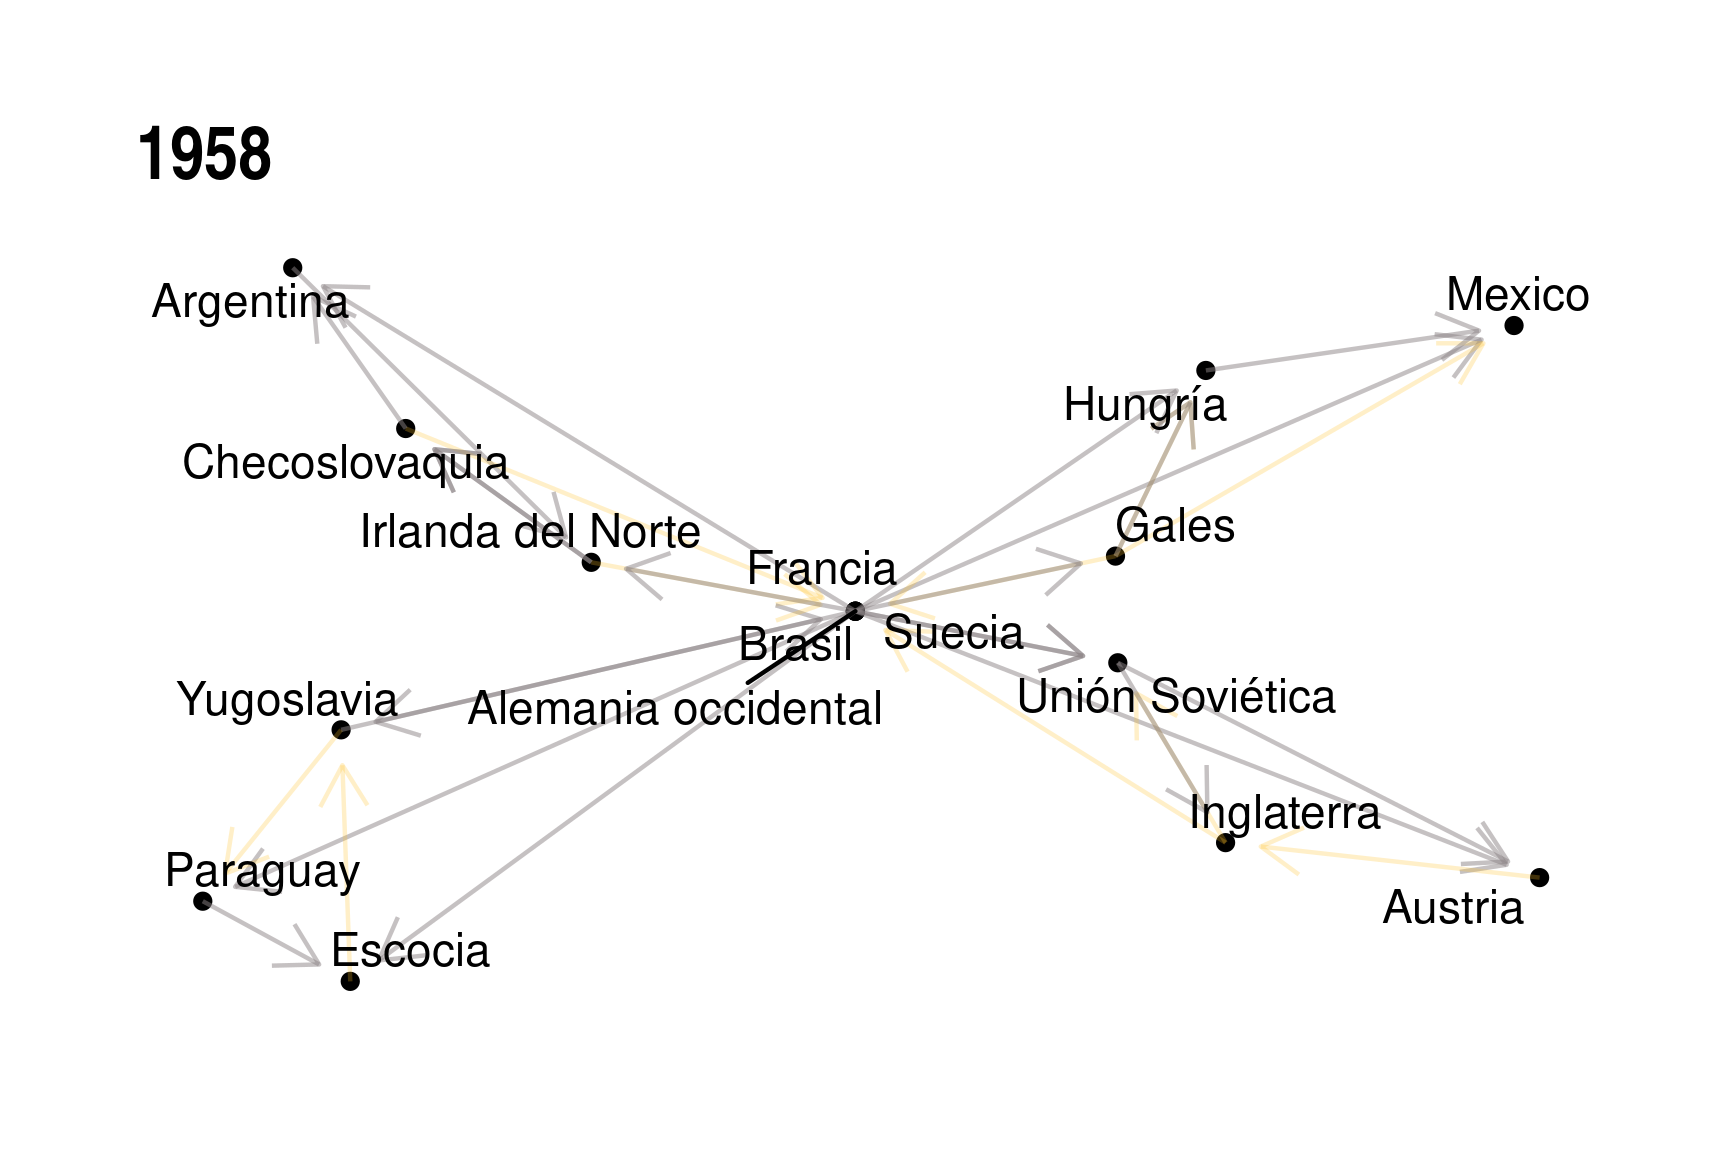 1958
Argentina
Mexico
Hungría
Checoslovaquia
Irlanda del Norte
Gales
Francia
Brasil
Suecia
Yugoslavia
Alemania occidental
Unión Soviética
Inglaterra
Paraguay
Austria
Escocia